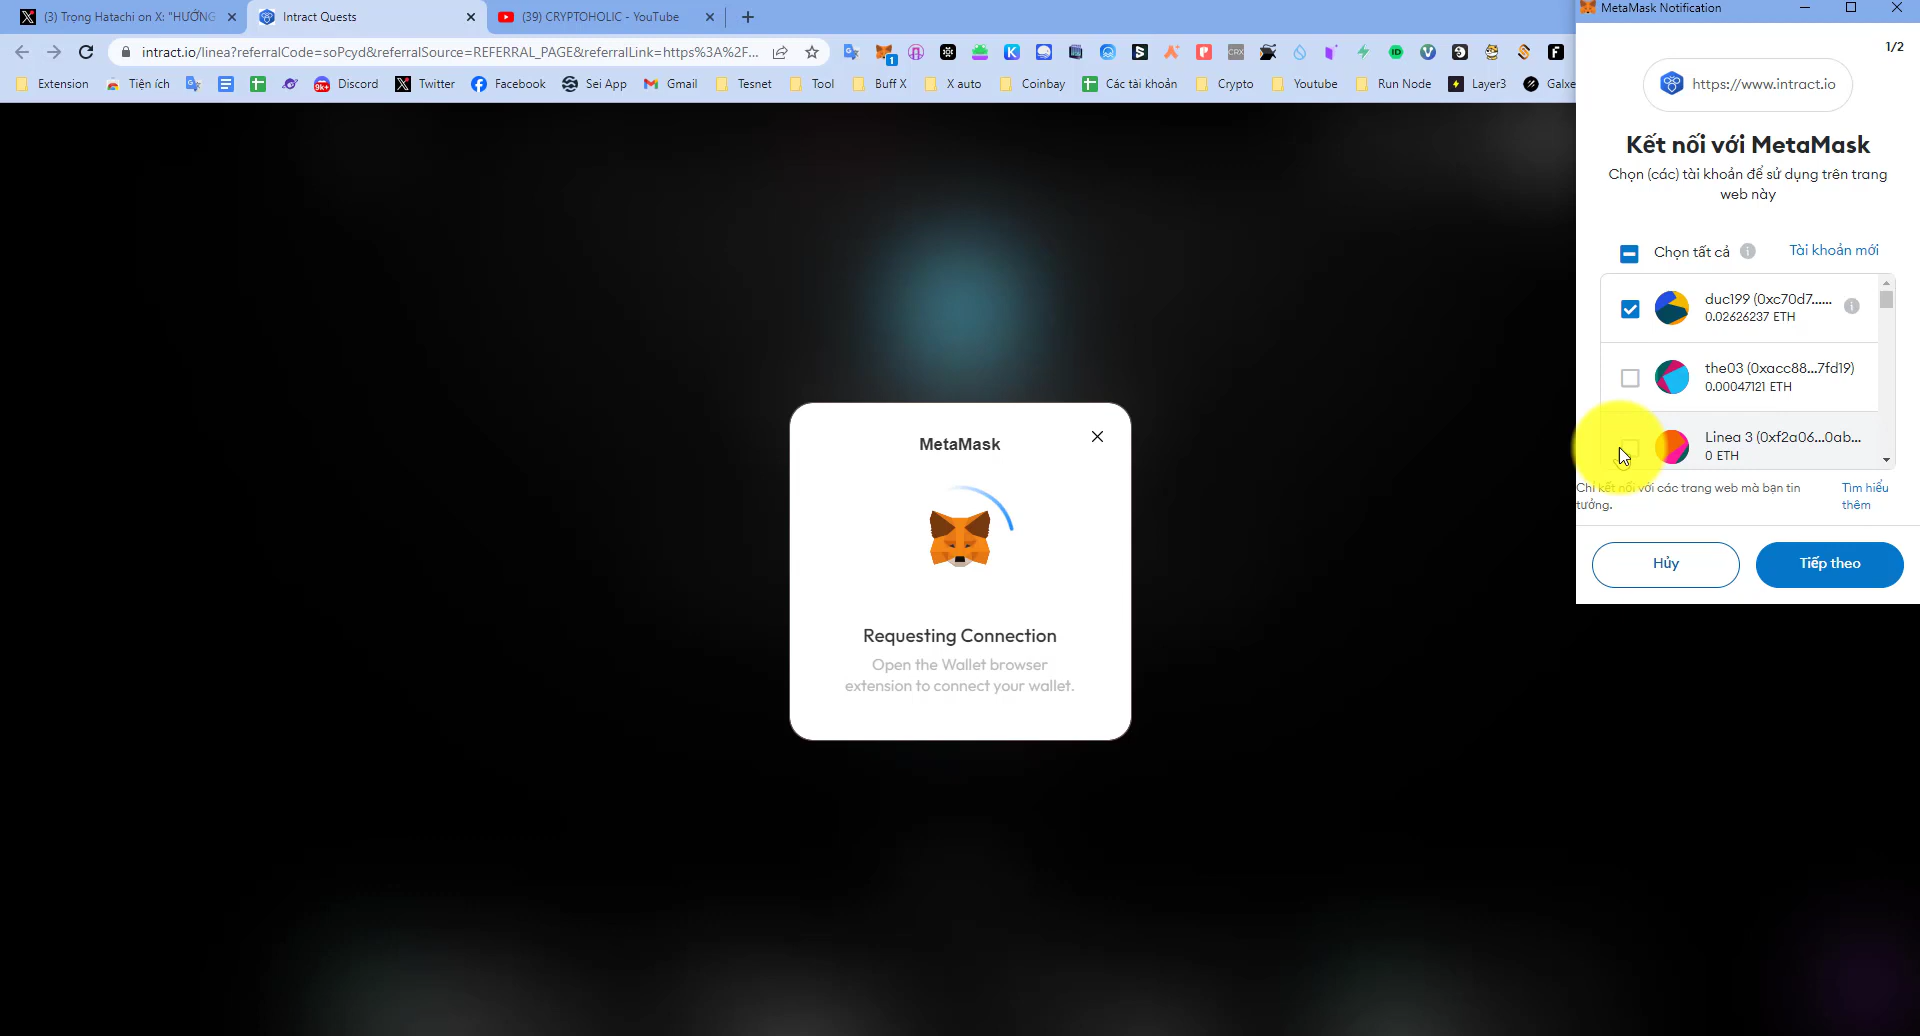 (3) Trọng Hatachi on X: "HƯỚNG
Intract Quests
(39) CRYPTOHOLIC - YouTube
intract.io/linea?referralCode=soPcyd&referralSource=REFERRAL_PAGE&referralLink=https%3A%2F...
Extension
Tiện ích
9k+
Discord
Twitter
Facebook
Sei App
Gmail
Tesnet
Tool
Buff X
X auto
Coinbay
Các tài khoản
Crypto
Youtube
Run Node
Layer3
Galxe
1
CRX
MetaMask Notification
1/2
https://www.intract.io
Kết nối với MetaMask
Chọn (các) tài khoản để sử dụng trên trang
web này
Chọn tất cả
Tài khoản mới
duc199 (0xc70d7......
0.02626237 ETH
the03 (0xacc88...7fd19)
0.00047121 ETH
Linea 3 (0xf2a06...0ab...
0 ETH
Chỉ kết nối với các trang web mà bạn tin
tưởng.
Tìm hiểu
thêm
Hủy
Tiếp theo
MetaMask
Requesting Connection
Open the Wallet browser
extension to connect your wallet.